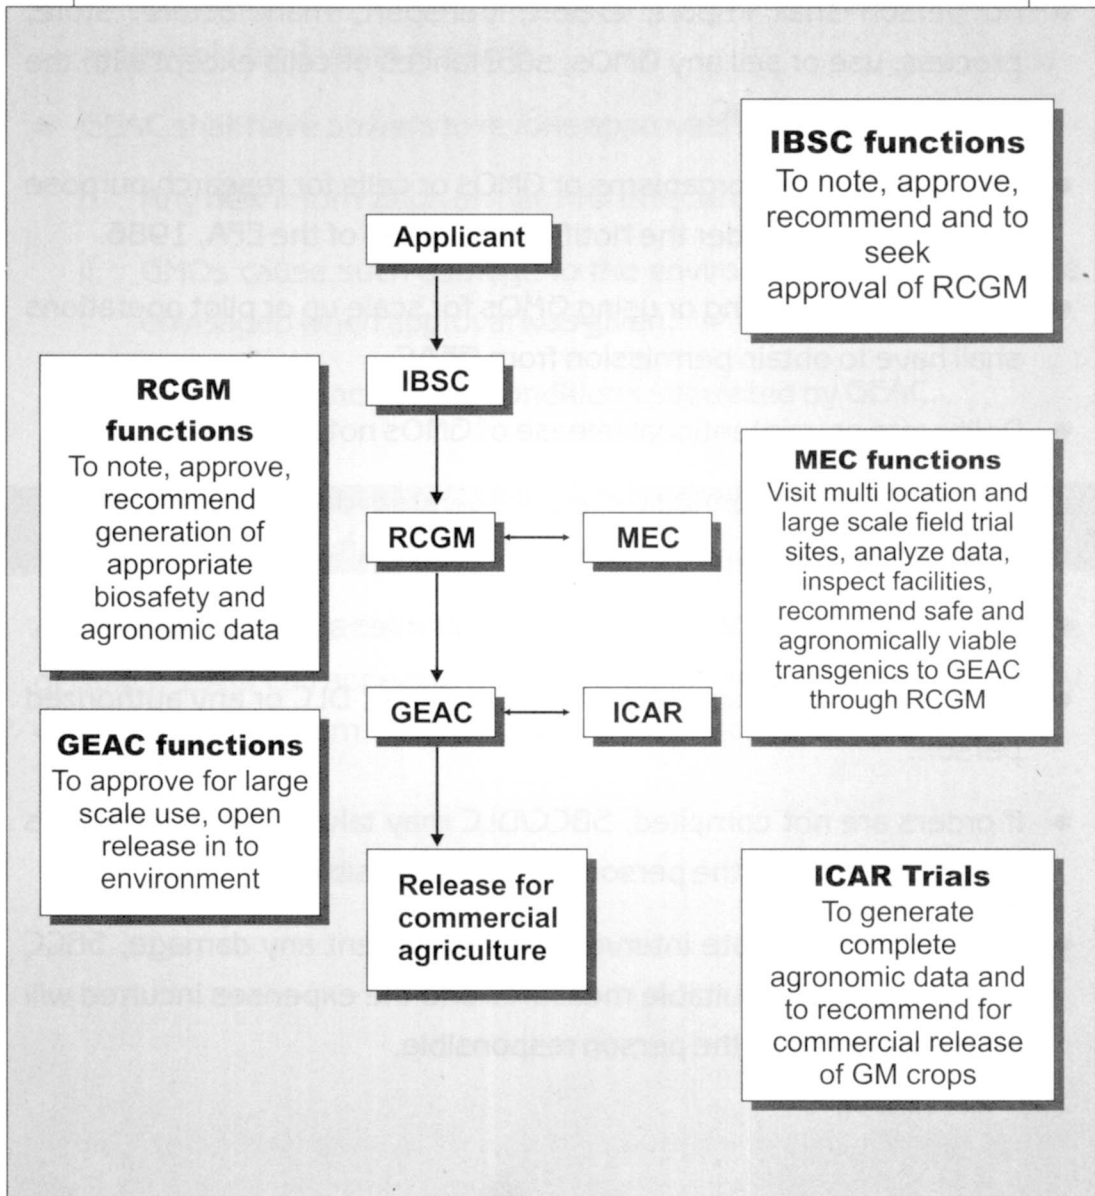 Applicant
IBSC
RCGM
MEC
GEAC
ICAR
Release for
commercial
agriculture
IBSC functions
To note, approve,
recommend and to
seek
approval of RCGM
RCGM
functions
To note, approve,
recommend
generation of
appropriate
biosafety and
agronomic data
MEC functions
Visit multi location and
large scale field trial
sites, analyze data,
inspect facilities,
recommend safe and
agronomically viable
transgenics to GEAC
through RCGM
GEAC functions
To approve for large
scale use, open
release in to
environment
ICAR Trials
To generate
complete
agronomic data and
to recommend for
commercial release
of GM crops